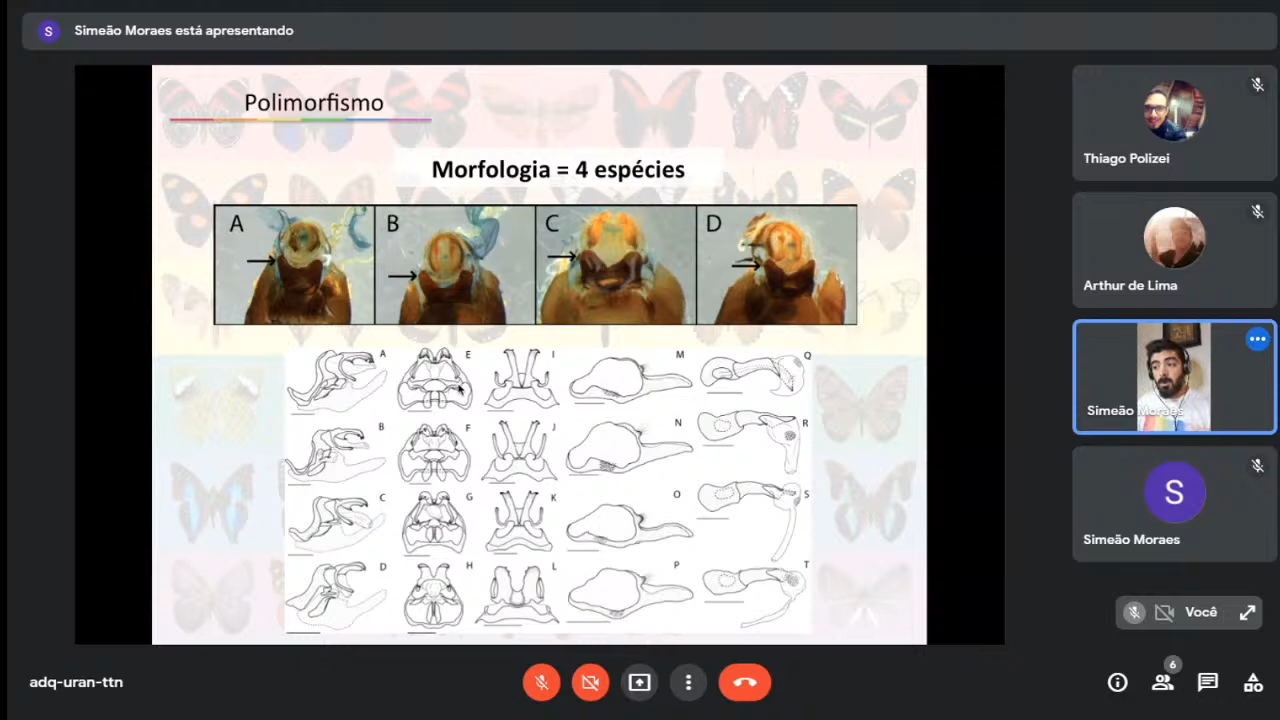 S Simeão Moraes está apresentando
Polimorfismo
Morfologia = 4 espécies
A B C D
A E I M Q
B F J N R
C G K O S
D H L P T
Thiago Polizei
Arthur de Lima
Simeão Moraes
S
Simeão Moraes
Você
adq-uran-ttn
6